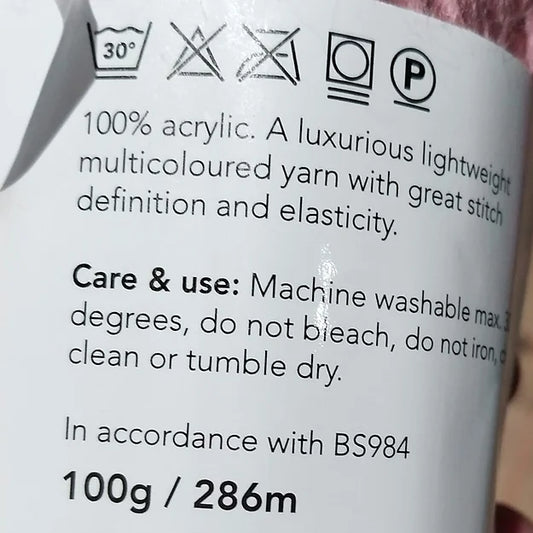 30° P
100% acrylic. A luxurious lightweight
multicoloured yarn with great stitch
definition and elasticity.
Care & use: Machine washable max.
degrees, do not bleach, do not iron,
clean or tumble dry.
In accordance with BS984
100g / 286m